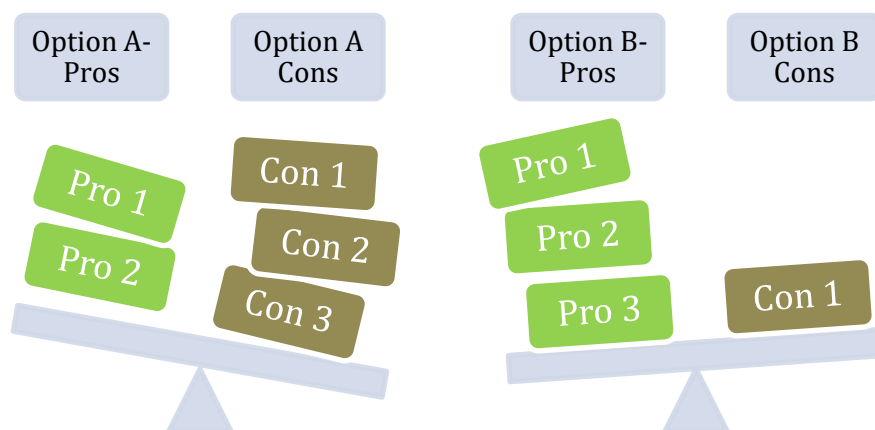 Option A-
Pros
Option A
Cons
Option B-
Pros
Option B
Cons
Pro 1
Pro 2
Con 1
Con 2
Con 3
Pro 1
Pro 2
Pro 3
Con 1